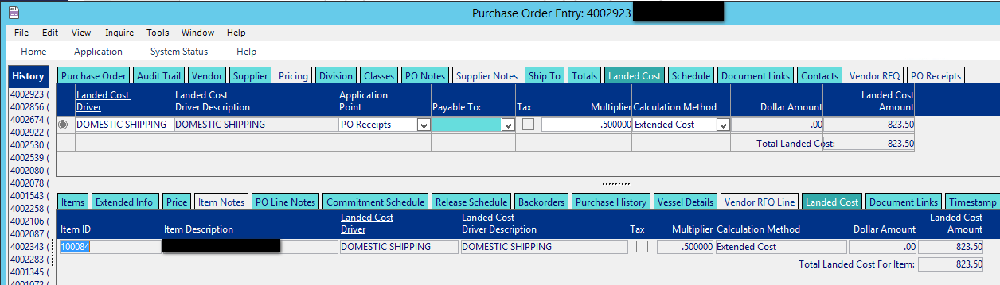 Purchase Order Entry: 4002923
File Edit View Inquire Tools Window Help
Home Application System Status Help
History
Purchase Order Audit Trail Vendor Supplier Pricing Division Classes PO Notes Supplier Notes Ship To Totals Landed Cost Schedule Document Links Contacts Vendor RFQ PO Receipts
4002923 (
4002856 (
4002674 (
4002922 (
4002530 (
4002539 (
4002080 (
4002078 (
4001543 (
4002258 (
4002106 (
4002087 (
4002343 (
4002283 (
4001345 (
4001072 (
Landed Cost Landed Cost Application Landed Cost
Driver Driver Description Point Payable To: Tax Multiplier Calculation Method Dollar Amount Amount
DOMESTIC SHIPPING DOMESTIC SHIPPING PO Receipts .500000 Extended Cost .00 823.50
Total Landed Cost: 823.50
Items Extended Info Price Item Notes PO Line Notes Commitment Schedule Release Schedule Backorders Purchase History Vessel Details Vendor RFQ Line Landed Cost Document Links Timestamp
Landed Cost Landed Cost Landed Cost
Item ID Item Description Driver Driver Description Tax Multiplier Calculation Method Dollar Amount Amount
100084 DOMESTIC SHIPPING DOMESTIC SHIPPING .500000 Extended Cost .00 823.50
Total Landed Cost For Item: 823.50